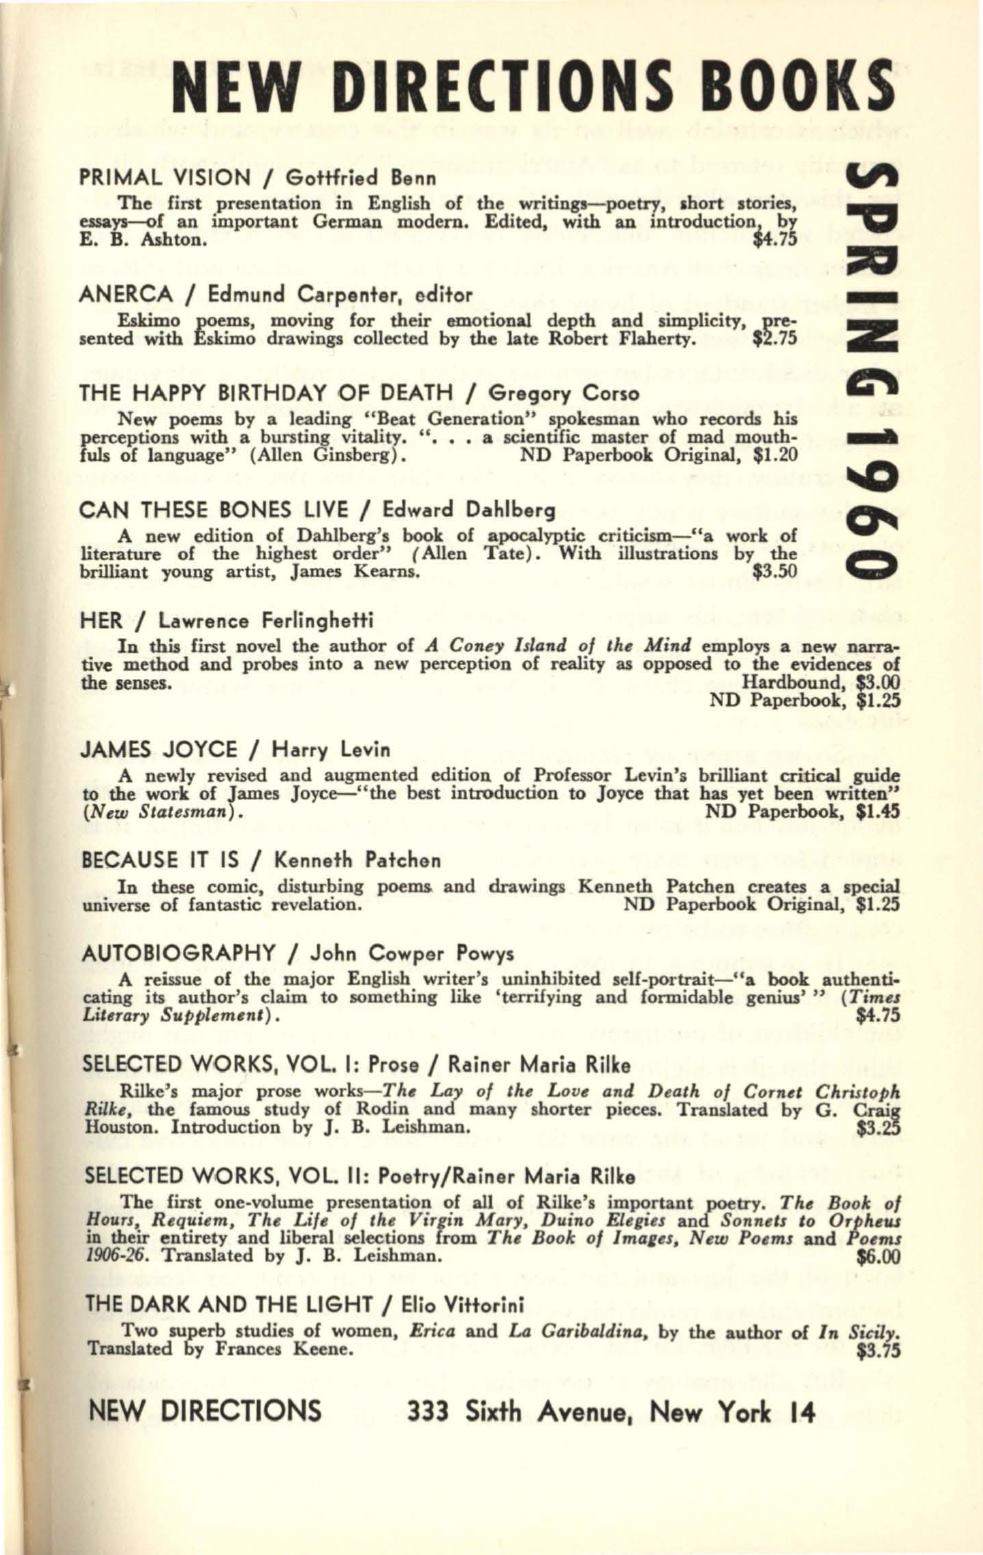 NEW DIRECTIONS BOOKS
SPRING 1960
PRIMAL VISION / Gottfried Benn
The first presentation in English of the writings—poetry, short stories,
essays—of an important German modern. Edited, with an introduction, by
E. B. Ashton. $4.75
ANERCA / Edmund Carpenter, editor
Eskimo poems, moving for their emotional depth and simplicity, pre-
sented with Eskimo drawings collected by the late Robert Flaherty. $2.75
THE HAPPY BIRTHDAY OF DEATH / Gregory Corso
New poems by a leading "Beat Generation" spokesman who records his
perceptions with a bursting vitality. ". . . a scientific master of mad mouth-
fuls of language" (Allen Ginsberg). ND Paperbook Original, $1.20
CAN THESE BONES LIVE / Edward Dahlberg
A new edition of Dahlberg's book of apocalyptic criticism—"a work of
literature of the highest order" (Allen Tate). With illustrations by the
brilliant young artist, James Kearns. $3.50
HER / Lawrence Ferlinghetti
In this first novel the author of A Coney Island of the Mind employs a new narra-
tive method and probes into a new perception of reality as opposed to the evidences of
the senses. Hardbound, $3.00
ND Paperbook, $1.25
JAMES JOYCE / Harry Levin
A newly revised and augmented edition of Professor Levin's brilliant critical guide
to the work of James Joyce—"the best introduction to Joyce that has yet been written"
(New Statesman). ND Paperbook, $1.45
BECAUSE IT IS / Kenneth Patchen
In these comic, disturbing poems and drawings Kenneth Patchen creates a special
universe of fantastic revelation. ND Paperbook Original, $1.25
AUTOBIOGRAPHY / John Cowper Powys
A reissue of the major English writer's uninhibited self-portrait—"a book authenti-
cating its author's claim to something like 'terrifying and formidable genius' " (Times
Literary Supplement). $4.75
SELECTED WORKS, VOL. I: Prose / Rainer Maria Rilke
Rilke's major prose works—The Lay of the Love and Death of Cornet Christoph
Rilke, the famous study of Rodin and many shorter pieces. Translated by G. Craig
Houston. Introduction by J. B. Leishman. $3.25
SELECTED WORKS, VOL. II: Poetry/Rainer Maria Rilke
The first one-volume presentation of all of Rilke's important poetry. The Book of
Hours, Requiem, The Life of the Virgin Mary, Duino Elegies and Sonnets to Orpheus
in their entirety and liberal selections from The Book of Images, New Poems and Poems
1906-26. Translated by J. B. Leishman. $6.00
THE DARK AND THE LIGHT / Elio Vittorini
Two superb studies of women, Erica and La Garibaldina, by the author of In Sicily.
Translated by Frances Keene. $3.75
NEW DIRECTIONS 333 Sixth Avenue, New York 14